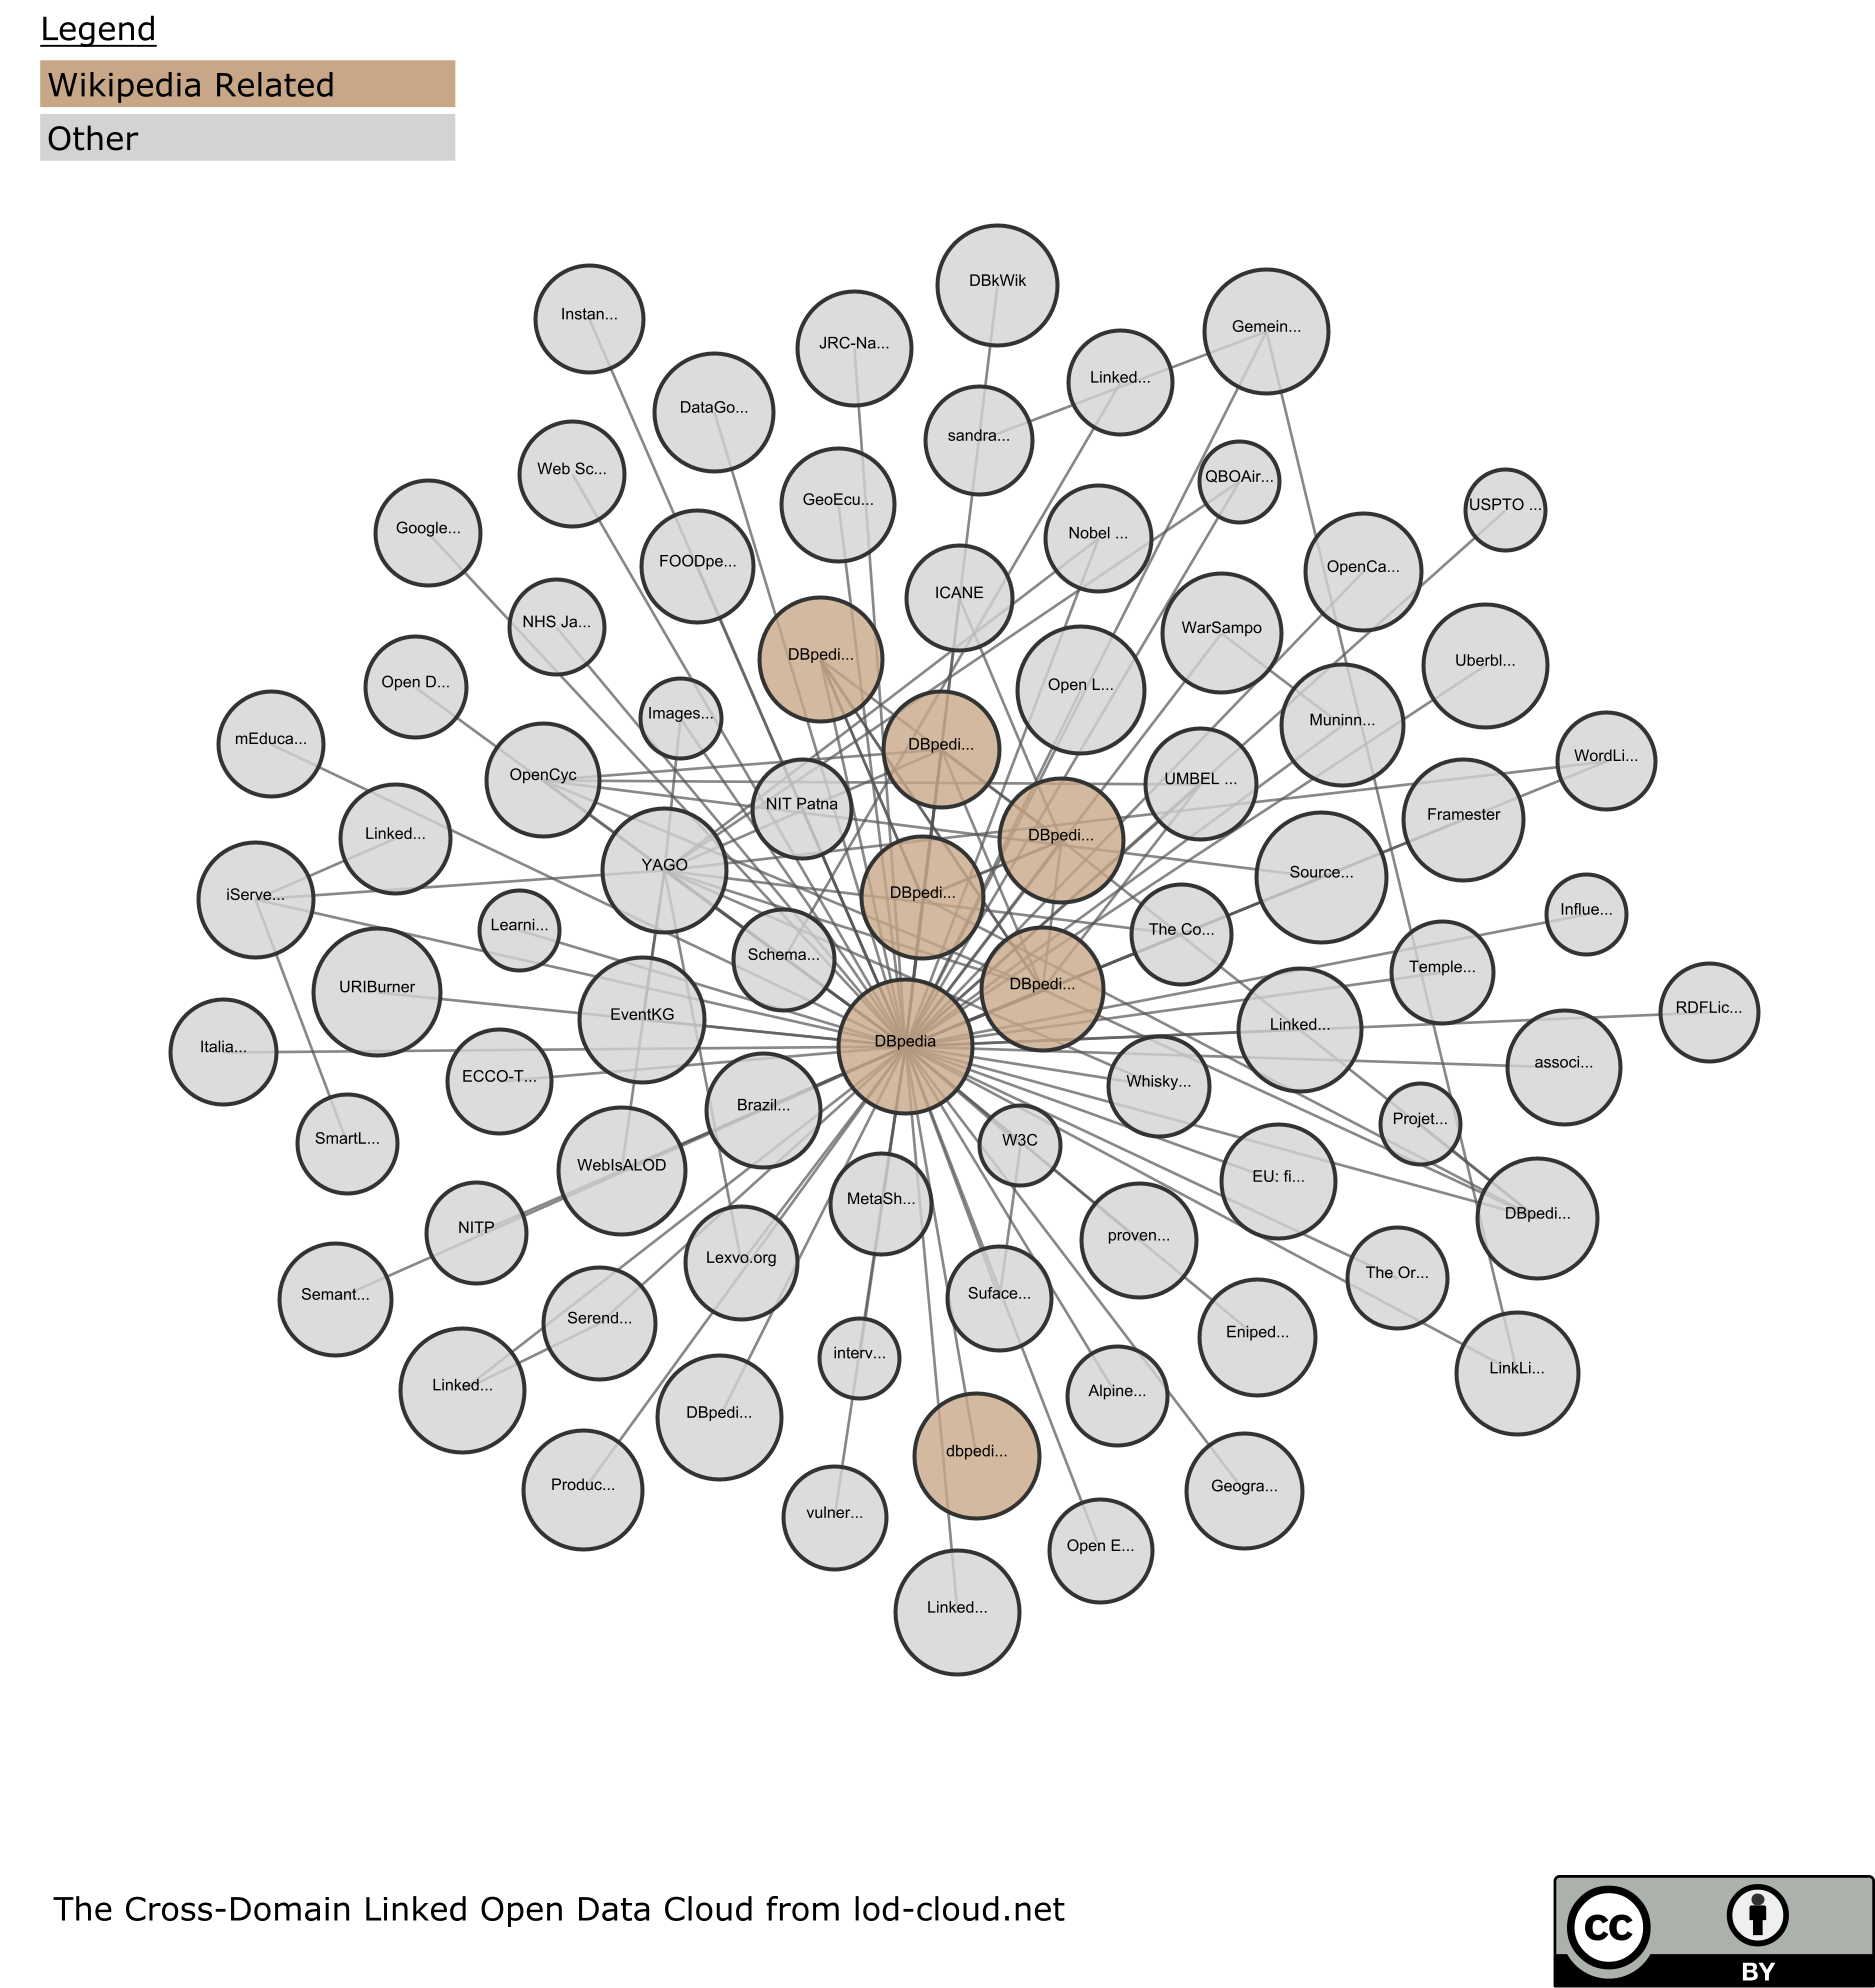 Legend
Wikipedia Related
Other
DBkWik
Instan...
Gemein...
JRC-Na...
Linked...
DataGo...
sandra...
Web Sc...
QBOAir...
GeoEcu...
USPTO ...
Google...
Nobel ...
FOODpe...
OpenCa...
ICANE
NHS Ja...
WarSampo
DBpedi...
Uberbl...
Open D...
Open L...
Images...
Muninn...
mEduca...
DBpedi...
WordLi...
OpenCyc
UMBEL ...
NIT Patna
Framester
Linked...
DBpedi...
YAGO
Source...
iServe...
DBpedi...
Influe...
Learni...
The Co...
Schema...
Temple...
URIBurner
DBpedi...
RDFLic...
EventKG
Linked...
Italia...
DBpedia
associ...
ECCO-T...
Whisky...
Brazil...
Projet...
SmartL...
W3C
WebIsALOD
EU: fi...
MetaSh...
DBpedi...
NITP
proven...
Lexvo.org
The Or...
Semant...
Suface...
Serend...
Eniped...
interv...
LinkLi...
Linked...
Alpine...
DBpedi...
dbpedi...
Produc...
Geogra...
vulner...
Open E...
Linked...
The Cross-Domain Linked Open Data Cloud from lod-cloud.net
cc
BY